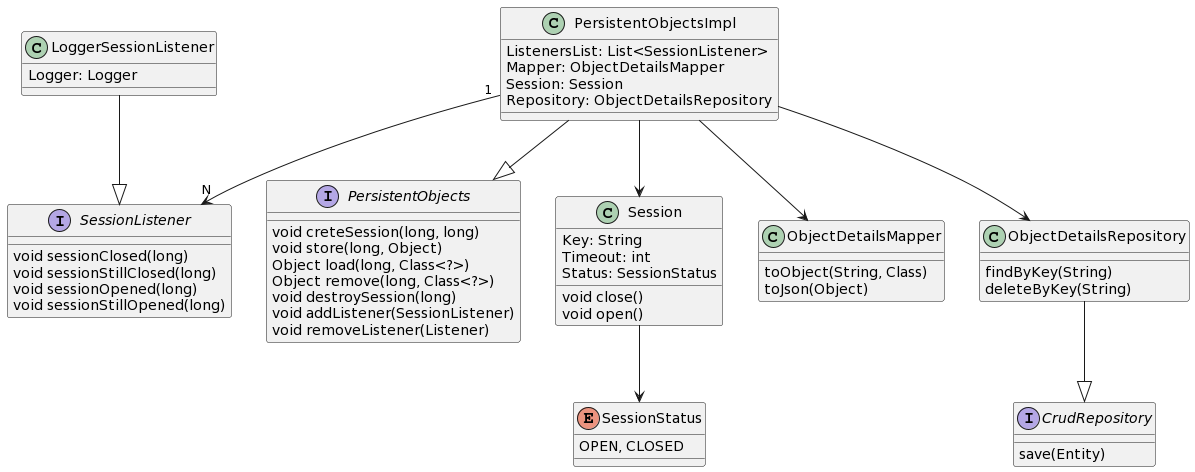 C PersistentObjectsImpl
ListenersList: List<SessionListener>
Mapper: ObjectDetailsMapper
Session: Session
Repository: ObjectDetailsRepository
C LoggerSessionListener
Logger: Logger
1
N
I SessionListener
void sessionClosed(long)
void sessionStillClosed(long)
void sessionOpened(long)
void sessionStillOpened(long)
I PersistentObjects
void creteSession(long, long)
void store(long, Object)
Object load(long, Class<?>)
Object remove(long, Class<?>)
void destroySession(long)
void addListener(SessionListener)
void removeListener(Listener)
C Session
Key: String
Timeout: int
Status: SessionStatus
void close()
void open()
C ObjectDetailsMapper
toObject(String, Class)
toJson(Object)
C ObjectDetailsRepository
findByKey(String)
deleteByKey(String)
E SessionStatus
OPEN, CLOSED
I CrudRepository
save(Entity)